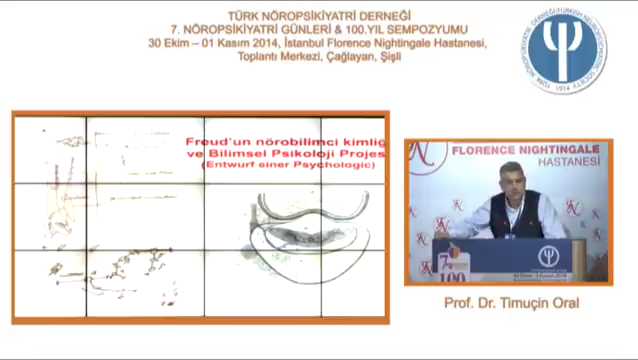 TÜRK NÖROPSİKİYATRİ DERNEĞİ
7. NÖROPSİKİYATRİ GÜNLERİ & 100.YIL SEMPOZYUMU
30 Ekim – 01 Kasım 2014, İstanbul Florence Nightingale Hastanesi,
Toplantı Merkezi, Çağlayan, Şişli
Freud'un nörobilimci kimliğ
ve Bilimsel Psikoloji Projes
(Entwurf einer Psychologie)
FLORENCE NIGHTINGALE
HASTANESİ
7
100
Prof. Dr. Timuçin Oral